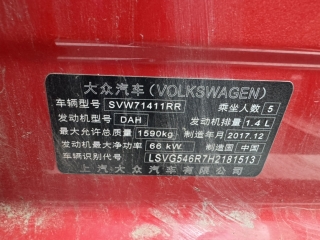 大众汽车(VOLKSWAGEN)
车辆型号 SVW71411RR 乘坐人数 5
发动机型号 DAH 发动机排量 1.4 L
最大允许总质量 1590kg 制造年月 2017.12
发动机最大净功率 66 kW 制造国 中国
车辆识别代号 LSVG546R7H2181513
上汽大众汽车有限公司